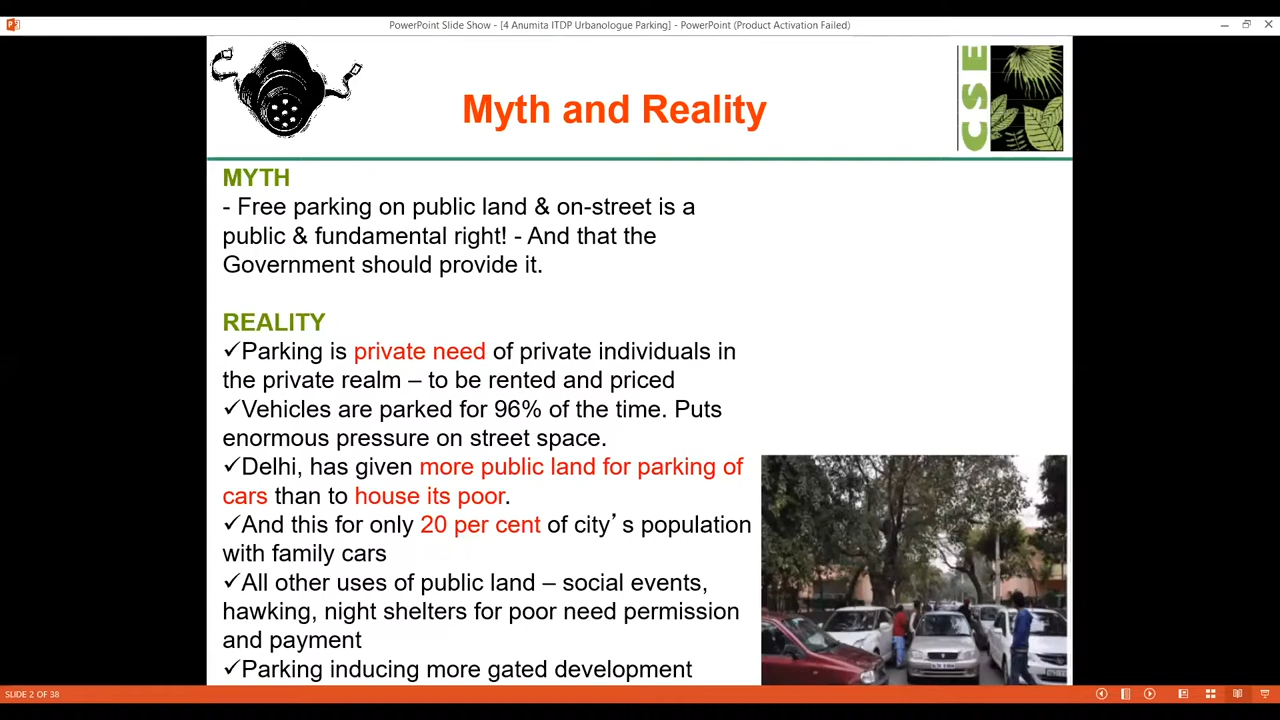 PowerPoint Slide Show - [4 Anumita ITDP Urbanologue Parking] - PowerPoint (Product Activation Failed)
CSE
Myth and Reality
MYTH
- Free parking on public land & on-street is a
public & fundamental right! - And that the
Government should provide it.
REALITY
✓Parking is private need of private individuals in
the private realm – to be rented and priced
✓Vehicles are parked for 96% of the time. Puts
enormous pressure on street space.
✓Delhi, has given more public land for parking of
cars than to house its poor.
✓And this for only 20 per cent of city’s population
with family cars
✓All other uses of public land – social events,
hawking, night shelters for poor need permission
and payment
✓Parking inducing more gated development
SLIDE 2 OF 38